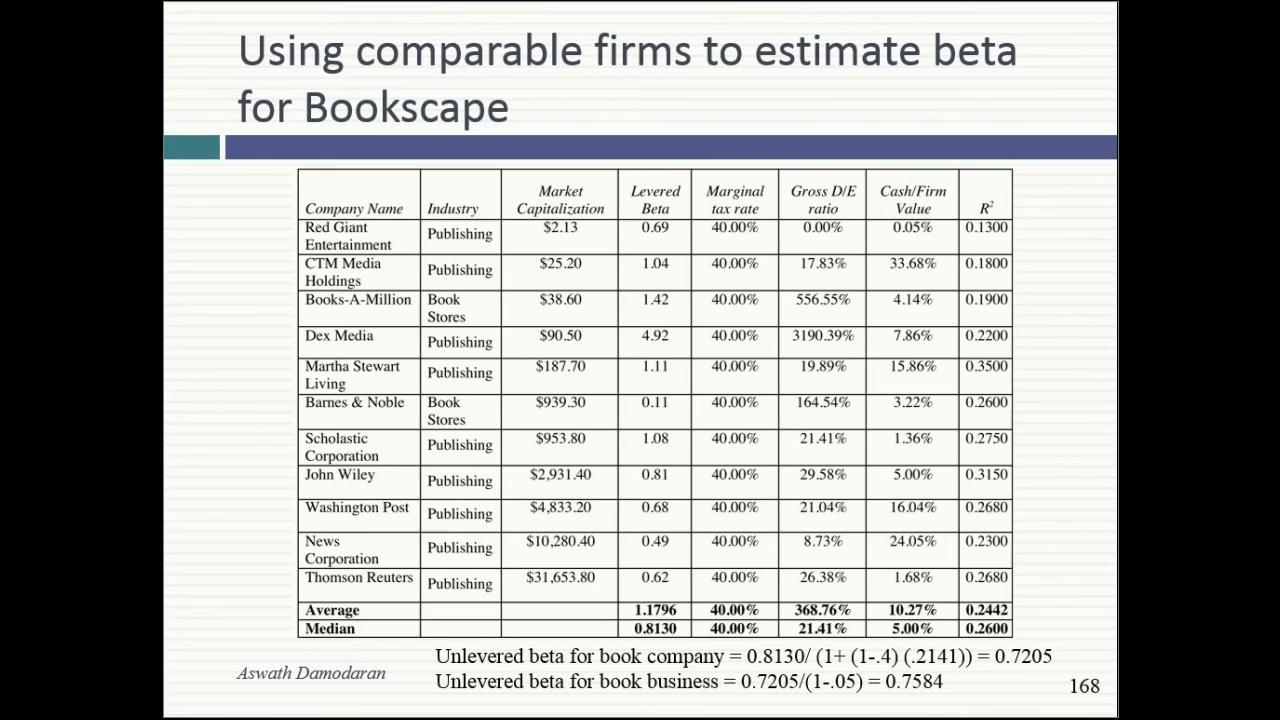 Using comparable firms to estimate beta
for Bookscape
Company Name Industry Market Capitalization Levered Beta Marginal tax rate Gross D/E ratio Cash/Firm Value R²
Red Giant Entertainment Publishing $2.13 0.69 40.00% 0.00% 0.05% 0.1300
CTM Media Holdings Publishing $25.20 1.04 40.00% 17.83% 33.68% 0.1800
Books-A-Million Book Stores $38.60 1.42 40.00% 556.55% 4.14% 0.1900
Dex Media Publishing $90.50 4.92 40.00% 3190.39% 7.86% 0.2200
Martha Stewart Living Publishing $187.70 1.11 40.00% 19.89% 15.86% 0.3500
Barnes & Noble Book Stores $939.30 0.11 40.00% 164.54% 3.22% 0.2600
Scholastic Corporation Publishing $953.80 1.08 40.00% 21.41% 1.36% 0.2750
John Wiley Publishing $2,931.40 0.81 40.00% 29.58% 5.00% 0.3150
Washington Post Publishing $4,833.20 0.68 40.00% 21.04% 16.04% 0.2680
News Corporation Publishing $10,280.40 0.49 40.00% 8.73% 24.05% 0.2300
Thomson Reuters Publishing $31,653.80 0.62 40.00% 26.38% 1.68% 0.2680
Average 1.1796 40.00% 368.76% 10.27% 0.2442
Median 0.8130 40.00% 21.41% 5.00% 0.2600
Unlevered beta for book company = 0.8130/ (1+ (1-.4) (.2141)) = 0.7205
Unlevered beta for book business = 0.7205/(1-.05) = 0.7584
Aswath Damodaran
168